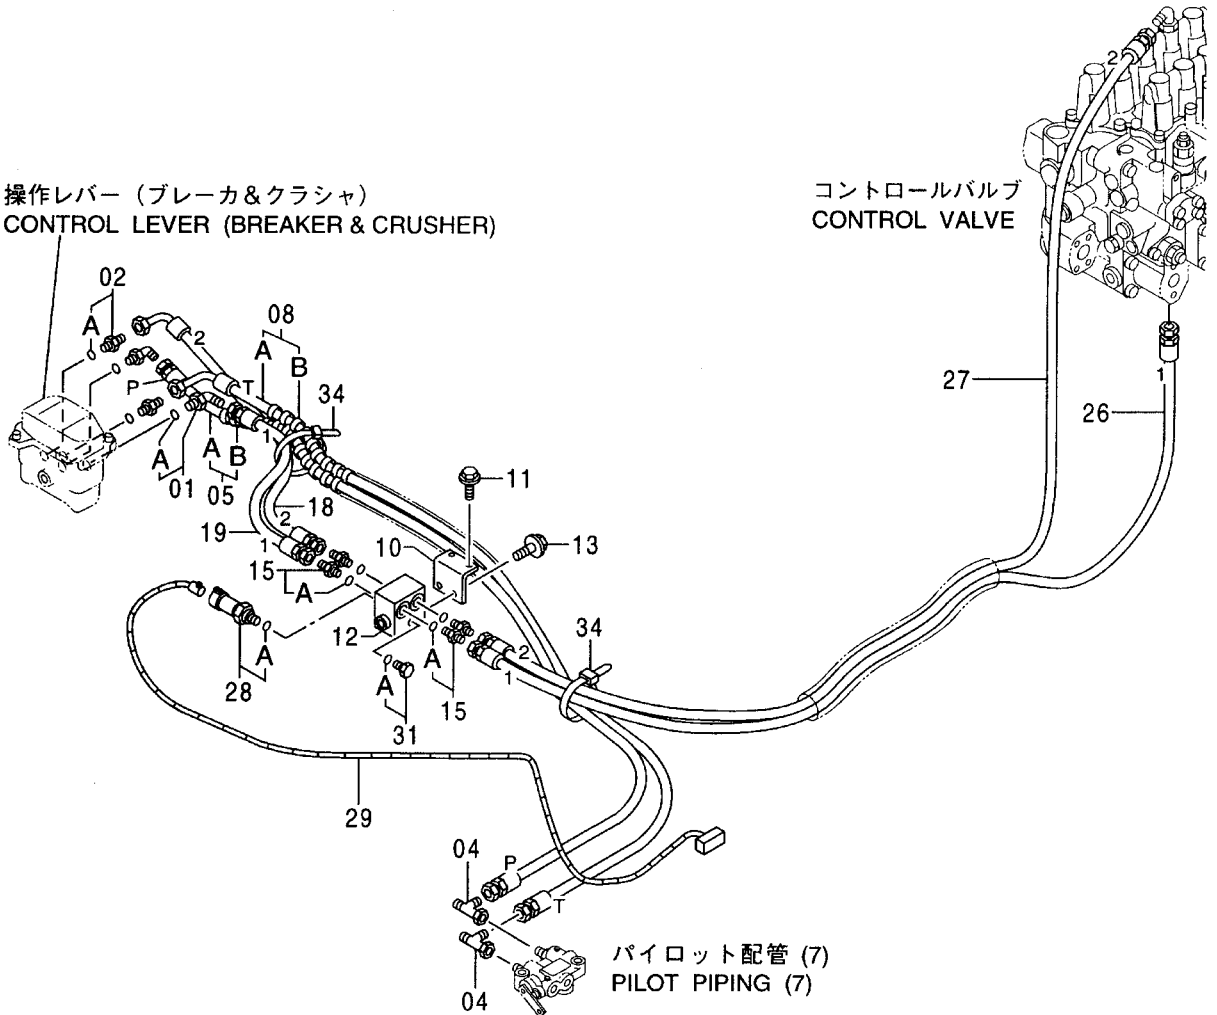 2
操作レバー (ブレーカ&クラシャ)
CONTROL LEVER (BREAKER & CRUSHER)
コントロールバルブ
CONTROL VALVE
02
A
2
08
A
B
P
T
34
27
1
26
1
A
01
A
B
05
11
18
19
2
1
10
13
15
A
12
34
28
A
A
31
A
15
2
1
29
04
P
T
04
パイロット配管 (7)
PILOT PIPING (7)